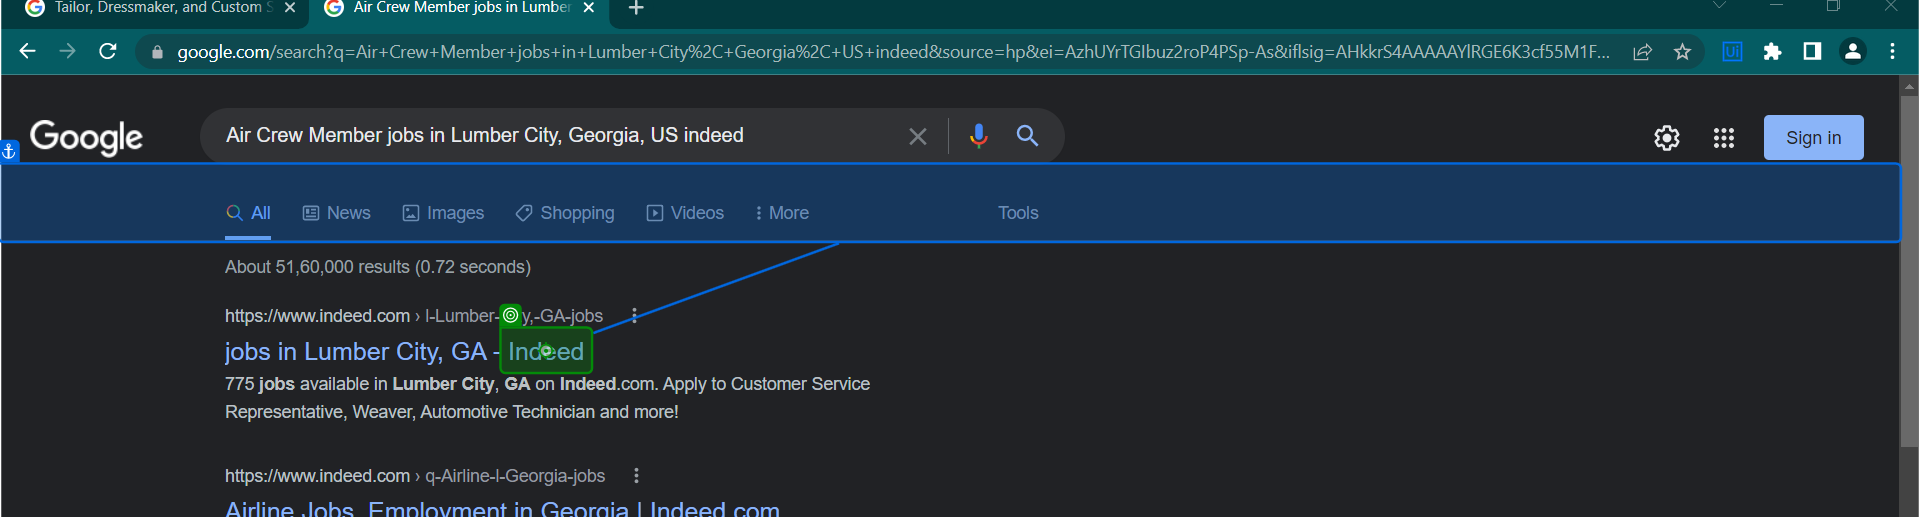 Tailor, Dressmaker, and Custom S
Air Crew Member jobs in Lumber
google.com/search?q=Air+Crew+Member+jobs+in+Lumber+City%2C+Georgia%2C+US+indeed&source=hp&ei=AzhUYrTGIbuz2roP4PSp-As&iflsig=AHkkrS4AAAAAYlRGE6K3cf55M1F...
Ui
Google
Air Crew Member jobs in Lumber City, Georgia, US indeed
Sign in
All News Images Shopping Videos More Tools
About 51,60,000 results (0.72 seconds)
https://www.indeed.com › l-Lumber- y,-GA-jobs
jobs in Lumber City, GA - Indeed
775 jobs available in Lumber City, GA on Indeed.com. Apply to Customer Service
Representative, Weaver, Automotive Technician and more!
https://www.indeed.com › q-Airline-l-Georgia-jobs
Airline Jobs, Employment in Georgia | Indeed.com